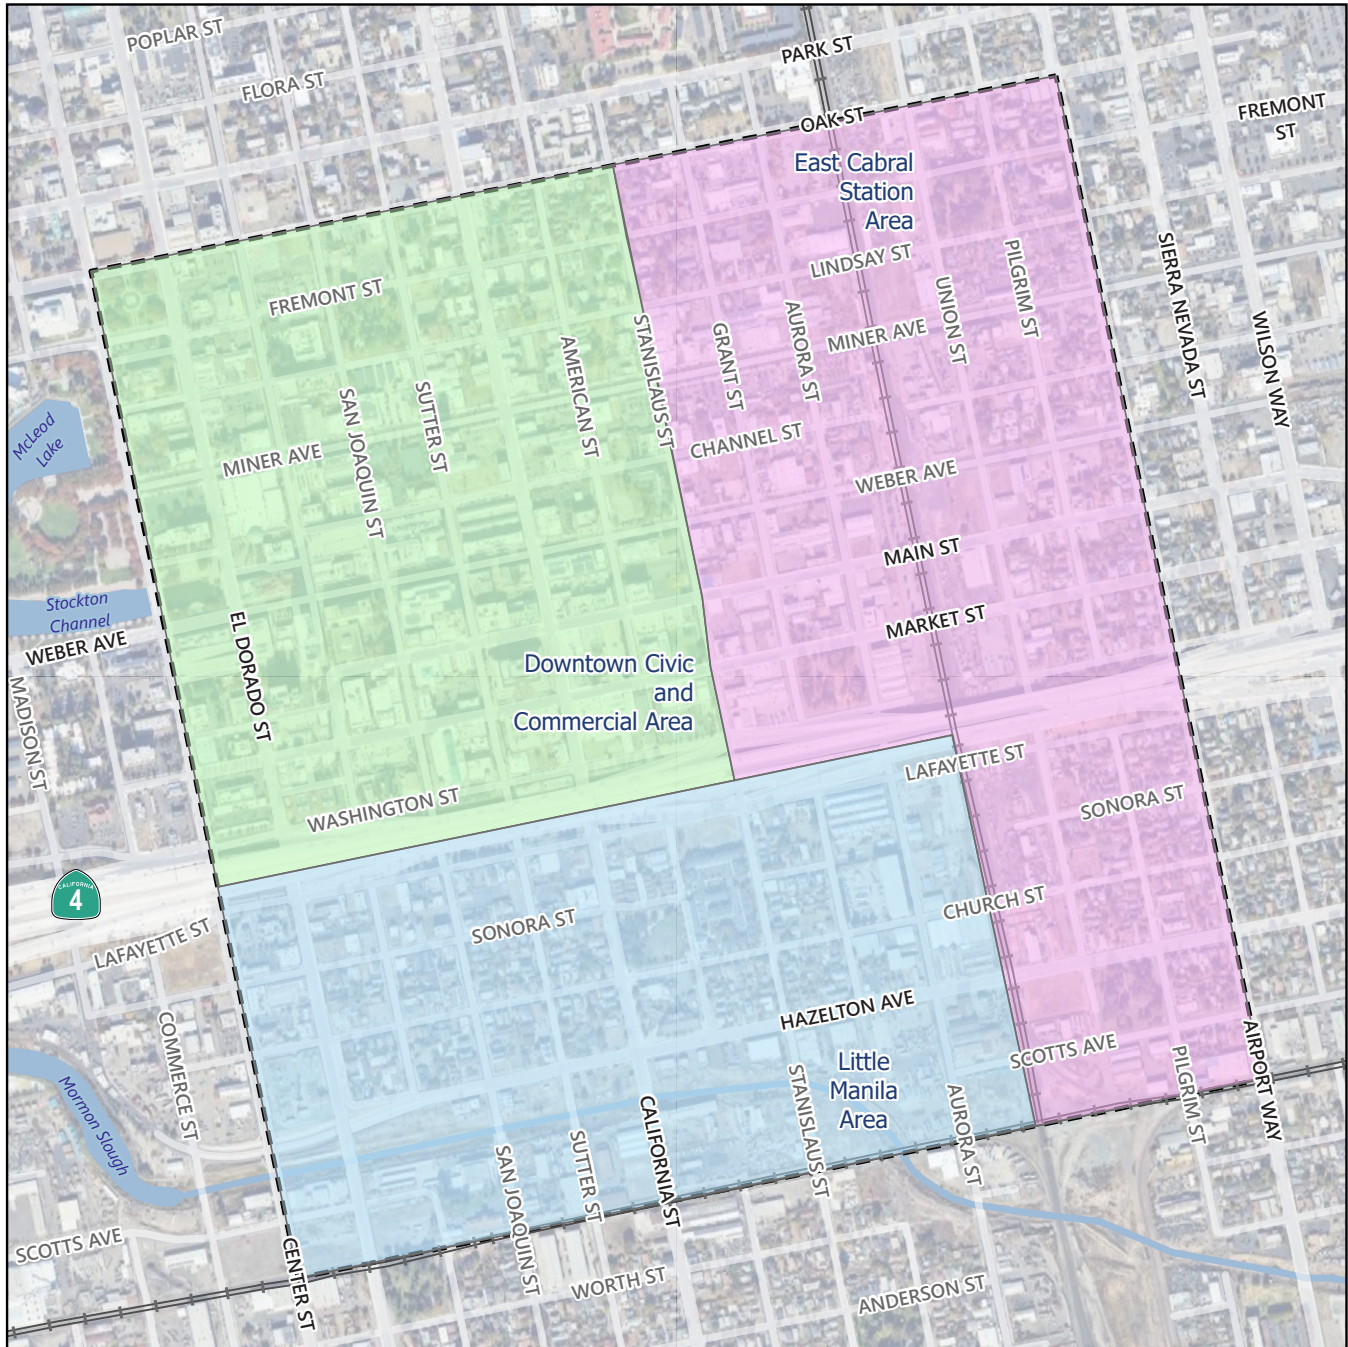 POPLAR ST
PARK ST
FLORA ST
FREMONT
ST
OAK ST
East Cabral
Station
Area
LINDSAY ST
PILGRIM ST
SIERRA NEVADA ST
FREMONT ST
UNION ST
AURORA ST
MINER AVE
WILSON WAY
STANISLAUS ST
GRANT ST
AMERICAN ST
SUTTER ST
SAN JOAQUIN ST
McLeod
Lake
CHANNEL ST
MINER AVE
WEBER AVE
MAIN ST
Stockton
Channel
MARKET ST
WEBER AVE
EL DORADO ST
Downtown Civic
and
Commercial Area
MADISON ST
LAFAYETTE ST
SONORA ST
WASHINGTON ST
CALIFORNIA
4
CHURCH ST
SONORA ST
LAFAYETTE ST
HAZELTON AVE
COMMERCE ST
Little
Manila
Area
SCOTTS AVE
AIRPORT WAY
PILGRIM ST
Mormon Slough
STANISLAUS ST
AURORA ST
CALIFORNIA ST
SUTTER ST
SAN JOAQUIN ST
SCOTTS AVE
CENTER ST
WORTH ST
ANDERSON ST